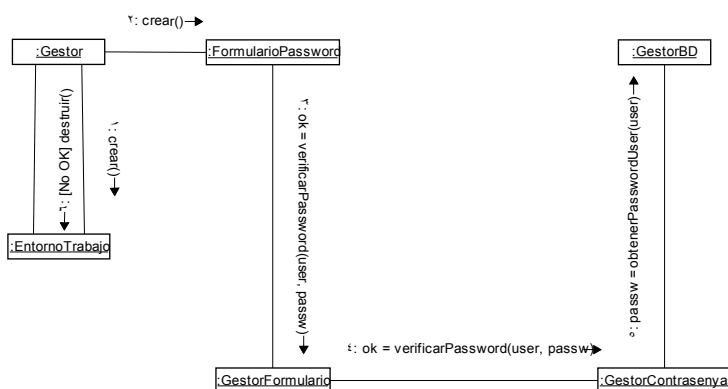 ٢: crear()
:Gestor
:FormularioPassword
:GestorBD
٦: [No OK] destruir()
١: crear()
٣: ok = verificarPassword(user, passw)
٥: passw = obtenerPasswordUser(user)
:EntornoTrabajo
٤: ok = verificarPassword(user, passw)
:GestorFormulario
:GestorContrasenya